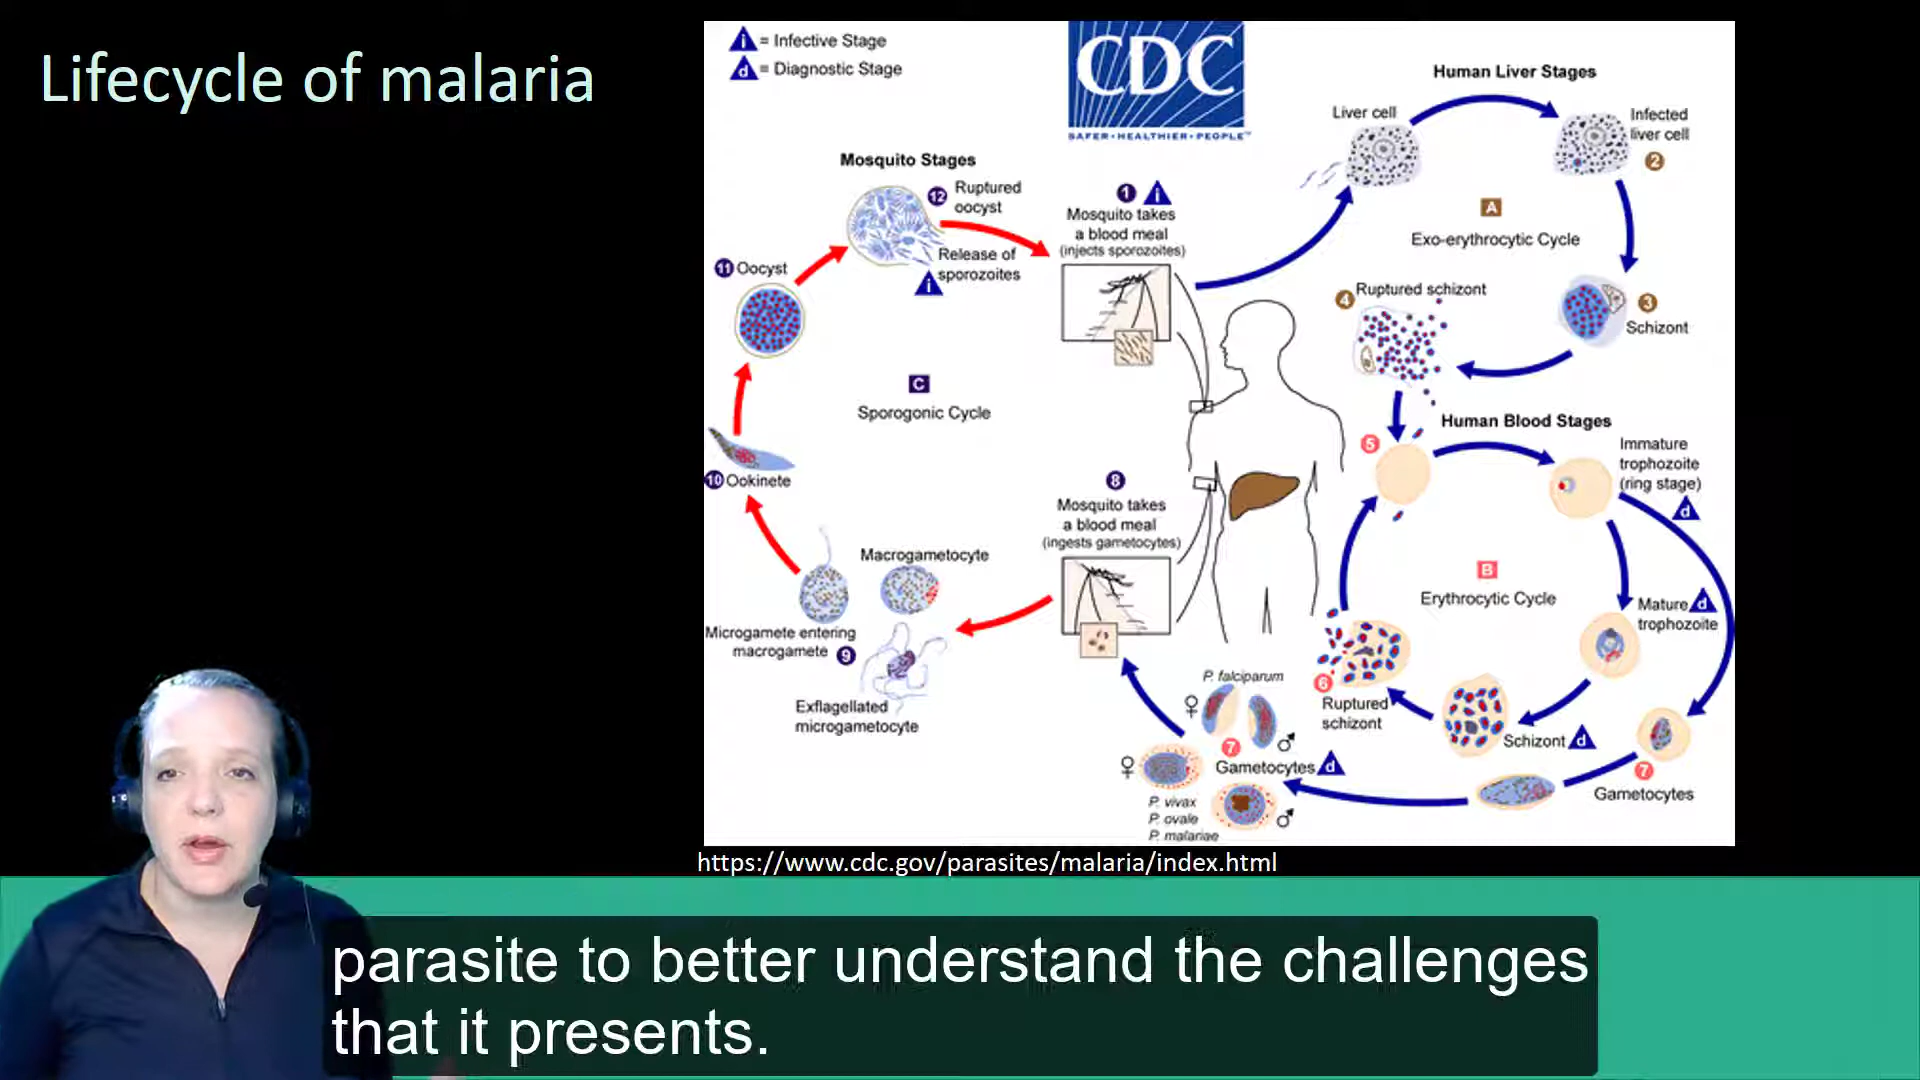 Lifecycle of malaria
i = Infective Stage
d = Diagnostic Stage
CDC
SAFER•HEALTHIER•PEOPLE™
Mosquito Stages
12 Ruptured
oocyst
Release of
sporozoites
i
11 Oocyst
C
Sporogonic Cycle
10 Ookinete
Macrogametocyte
Microgamete entering
macrogamete 9
Exflagellated
microgametocyte
1 i
Mosquito takes
a blood meal
(injects sporozoites)
8
Mosquito takes
a blood meal
(ingests gametocytes)
Human Liver Stages
Liver cell
Infected
liver cell
2
A
Exo-erythrocytic Cycle
4 Ruptured schizont
3
Schizont
Human Blood Stages
5
Immature
trophozoite
(ring stage)
d
B
Erythrocytic Cycle
Mature d
trophozoite
6
Ruptured
schizont
Schizont d
7
Gametocytes
P. falciparum
♀
7 ♂
Gametocytes d
♀
♂
P. vivax
P. ovale
P. malariae
https://www.cdc.gov/parasites/malaria/index.html
parasite to better understand the challenges
that it presents.